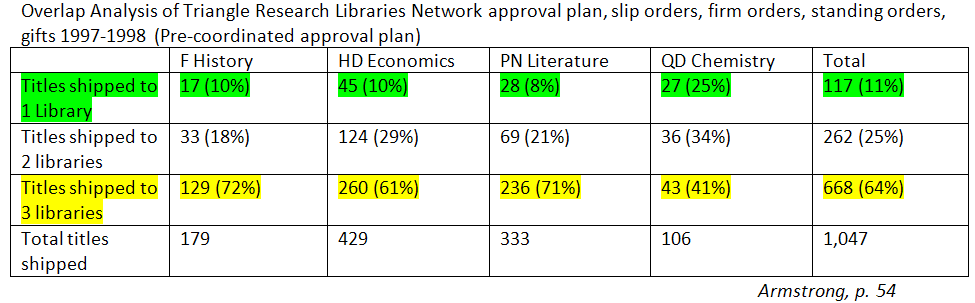 Overlap Analysis of Triangle Research Libraries Network approval plan, slip orders, firm orders, standing orders,
gifts 1997-1998 (Pre-coordinated approval plan)
F History HD Economics PN Literature QD Chemistry Total
Titles shipped to 17 (10%) 45 (10%) 28 (8%) 27 (25%) 117 (11%)
1 Library
Titles shipped to 33 (18%) 124 (29%) 69 (21%) 36 (34%) 262 (25%)
2 libraries
Titles shipped to 129 (72%) 260 (61%) 236 (71%) 43 (41%) 668 (64%)
3 libraries
Total titles 179 429 333 106 1,047
shipped
Armstrong, p. 54